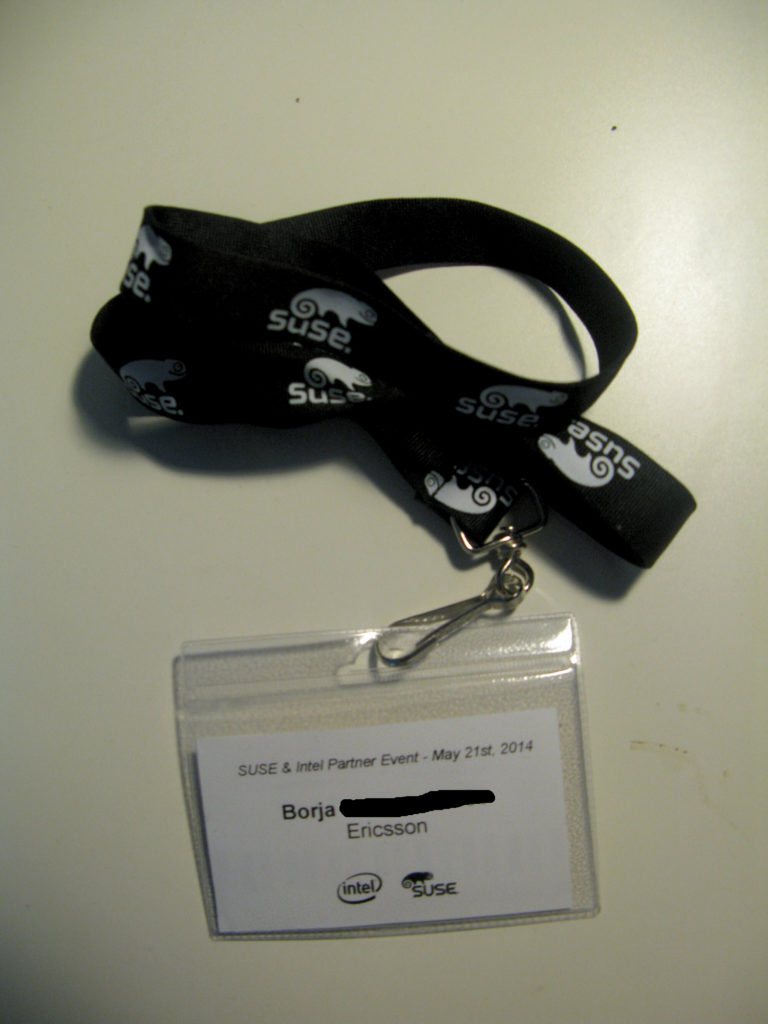 suse.
suse.
suse.
suse.
suse.
suse.
suse
SUSE & Intel Partner Event - May 21st, 2014
Borja
Ericsson
intel SUSE